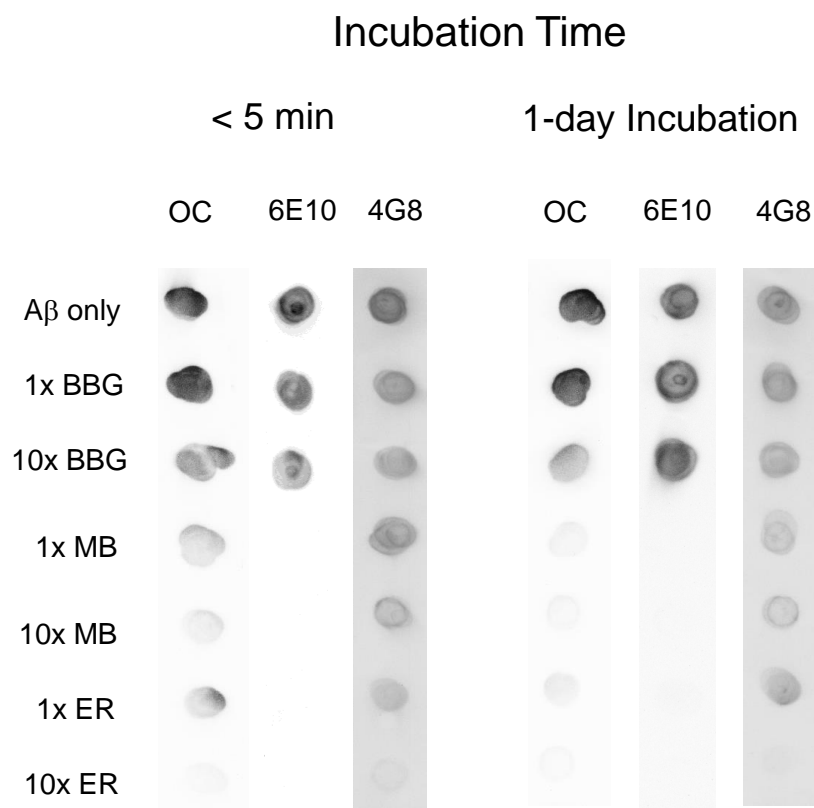 Incubation Time
< 5 min 1-day Incubation
OC 6E10 4G8 OC 6E10 4G8
Aβ only
1x BBG
10x BBG
1x MB
10x MB
1x ER
10x ER